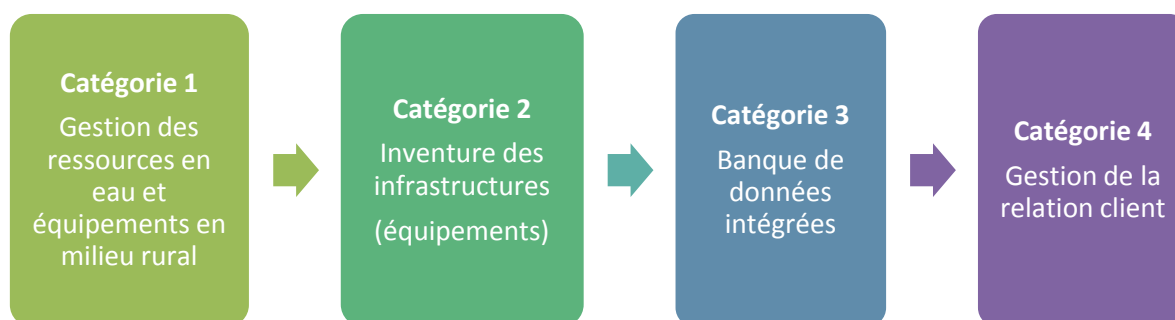 Catégorie 1
Gestion des
ressources en
eau et
équipements en
milieu rural
Catégorie 2
Inventure des
infrastructures
(équipements)
Catégorie 3
Banque de
données
intégrées
Catégorie 4
Gestion de la
relation client